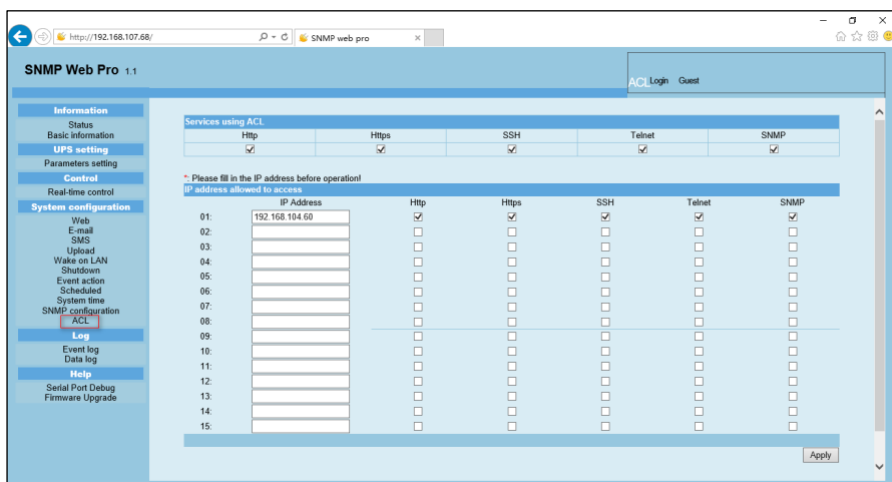 http://192.168.107.68/
SNMP web pro
SNMP Web Pro 1.1
ACL Login Guest
Information
Status
Basic information
UPS setting
Parameters setting
Control
Real-time control
System configuration
Web
E-mail
SMS
Upload
Wake on LAN
Shutdown
Event action
Scheduled
System time
SNMP configuration
ACL
Log
Event log
Data log
Help
Serial Port Debug
Firmware Upgrade
Services using ACL
Http Https SSH Telnet SNMP
*: Please fill in the IP address before operation!
IP address allowed to access
IP Address Http Https SSH Telnet SNMP
01: 192.168.104.60
02:
03:
04:
05:
06:
07:
08:
09:
10:
11:
12:
13:
14:
15:
Apply